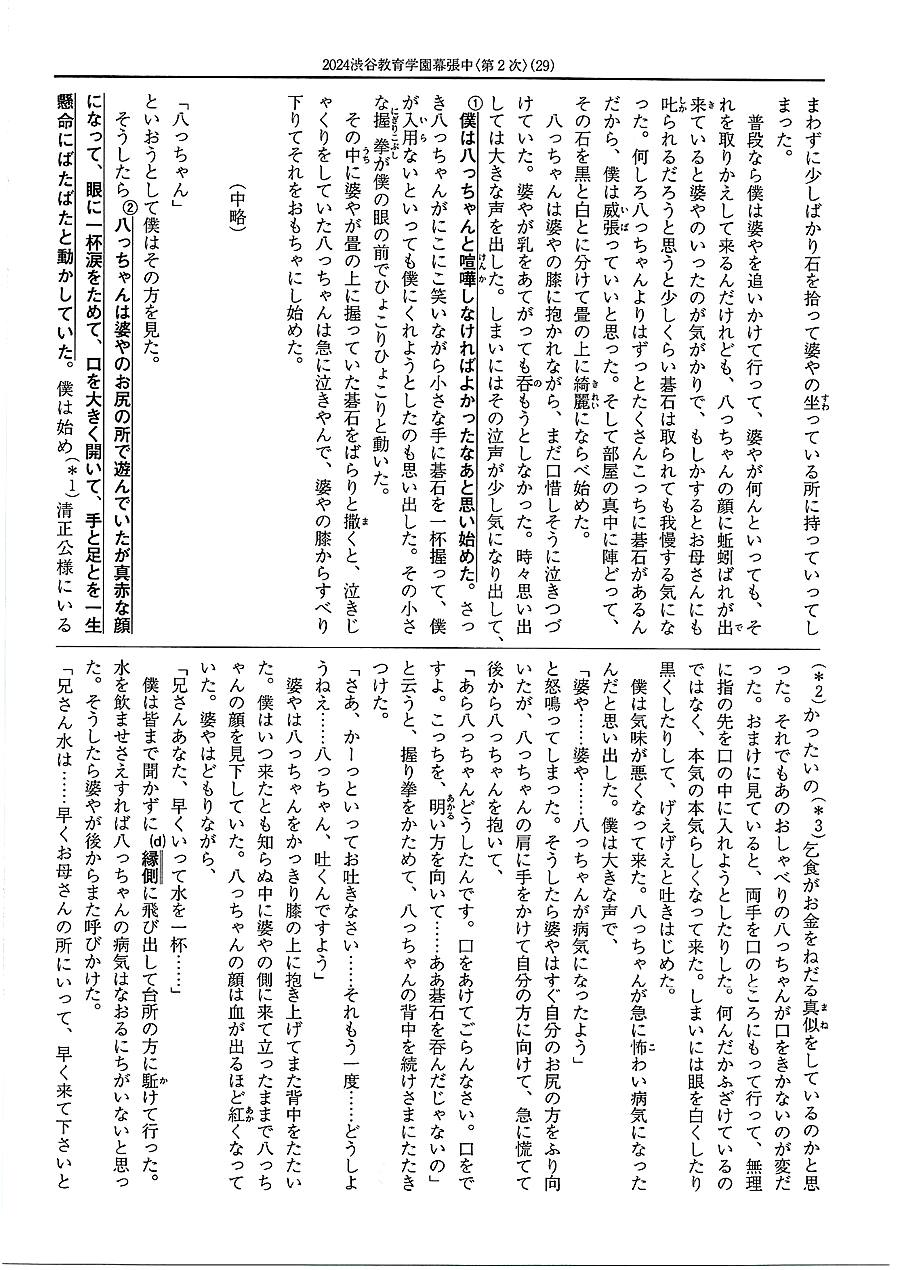 2024渋谷教育学園幕張中〈第2次〉(29)
まわずに少しばかり石を拾って婆やの坐すわっている所に持っていってし
まった。
普段なら僕は婆やを追いかけて行って、婆やが何んといっても、そ
れを取りかえして来るんだけれども、八っちゃんの顔に蚯蚓ばれが出で
来きていると婆やのいったのが気がかりで、もしかするとお母さんにも
叱しかられるだろうと思うと少しくらい碁石は取られても我慢する気にな
った。何しろ八っちゃんよりはずっとたくさんこっちに碁石があるん
だから、僕は威張いばっていいと思った。そして部屋の真中に陣どって、
その石を黒と白とに分けて畳の上に綺麗きれいにならべ始めた。
八っちゃんは婆やの膝に抱かれながら、まだ口惜しそうに泣きつづ
けていた。婆やが乳をあてがっても呑のもうとしなかった。時々思い出
しては大きな声を出した。しまいにはその泣声が少し気になり出して、
①僕は八っちゃんと喧嘩けんかしなければよかったなあと思い始めた。さっ
き八っちゃんがにこにこ笑いながら小さな手に碁石を一杯握って、僕
が入用いらないといっても僕にくれようとしたのも思い出した。その小さ
な握拳にぎりこぶしが僕の眼の前でひょこりひょこりと動いた。
その中うちに婆やが畳の上に握っていた碁石をばらりと撒まくと、泣きじ
ゃくりをしていた八っちゃんは急に泣きやんで、婆やの膝からすべり
下りてそれをおもちゃにし始めた。
（中略）
「八っちゃん」
といおうとして僕はその方を見た。
そうしたら②八っちゃんは婆やのお尻の所で遊んでいたが真赤な顔
になって、眼に一杯涙をためて、口を大きく開いて、手と足とを一生
懸命にばたばたと動かしていた。僕は始め(＊1)清正公様にいる
(＊2)かったいの(＊3)乞食がお金をねだる真似まねをしているのかと思
った。それでもあのおしゃべりの八っちゃんが口をきかないのが変だ
った。おまけに見ていると、両手を口のところにもって行って、無理
に指の先を口の中に入れようとしたりした。何んだかふざけているの
ではなく、本気の本気らしくなって来た。しまいには眼を白くしたり
黒くしたりして、げえげえと吐きはじめた。
僕は気味が悪くなって来た。八っちゃんが急に怖こわい病気になった
んだと思い出した。僕は大きな声で、
「婆や……婆や……八っちゃんが病気になったよう」
と怒鳴ってしまった。そうしたら婆やはすぐ自分のお尻の方をふり向
いたが、八っちゃんの肩に手をかけて自分の方に向けて、急に慌てて
後から八っちゃんを抱いて、
「あら八っちゃんどうしたんです。口をあけてごらんなさい。口をで
すよ。こっちを、明あかるい方を向いて……ああ碁石を呑んだじゃないの」
と云うと、握り拳をかためて、八っちゃんの背中を続けさまにたたき
つけた。
「さあ、かーっといってお吐きなさい……それもう一度……どうしよ
うねえ……八っちゃん、吐くんですよう」
婆やは八っちゃんをかっきり膝の上に抱き上げてまた背中をたたい
た。僕はいつ来たとも知らぬ中に婆やの側に来て立ったままで八っち
ゃんの顔を見下していた。八っちゃんの顔は血が出るほど紅あかくなって
いた。婆やはどもりながら、
「兄さんあなた、早くいって水を一杯……」
僕は皆まで聞かずに(d)縁側に飛び出して台所の方に駈かけて行った。
水を飲ませさえすれば八っちゃんの病気はなおるにちがいないと思っ
た。そうしたら婆やが後からまた呼びかけた。
「兄さん水は……早くお母さんの所にいって、早く来て下さいと